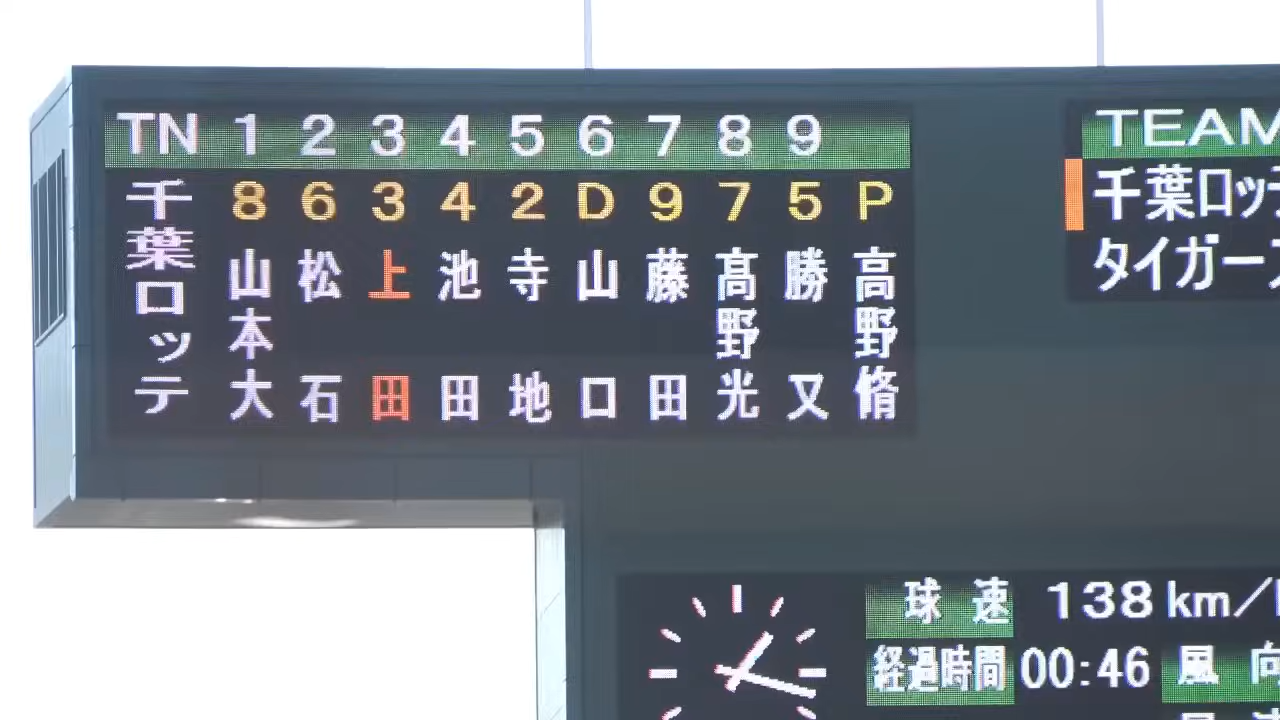 TN 1 2 3 4 5 6 7 8 9
8 6 3 4 2 D 9 7 5 P
千葉ロッテ
山本大
松石
上田
池田
寺地
山口
藤田
髙野光
勝又
高野脩
TEAM
千葉ロッテ
タイガース
球速 138 km/h
経過時間 00:46 風向